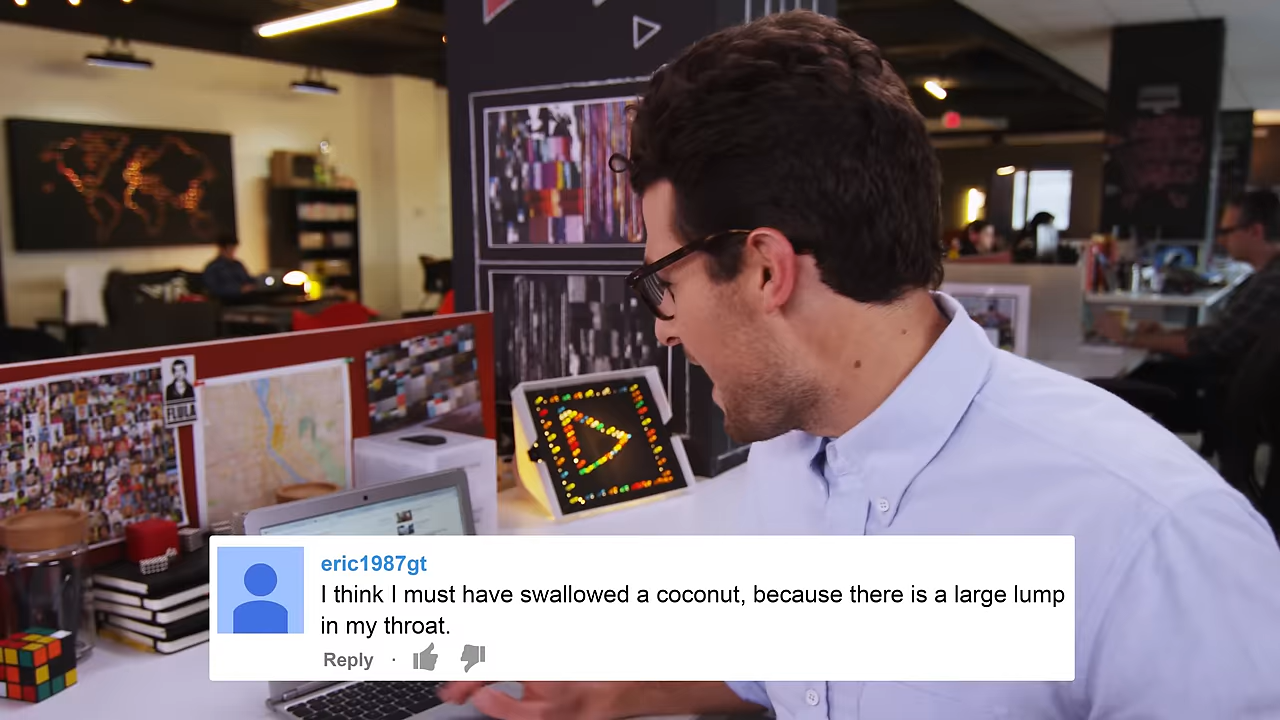 FLULA
eric1987gt
I think I must have swallowed a coconut, because there is a large lump
in my throat.
Reply ·